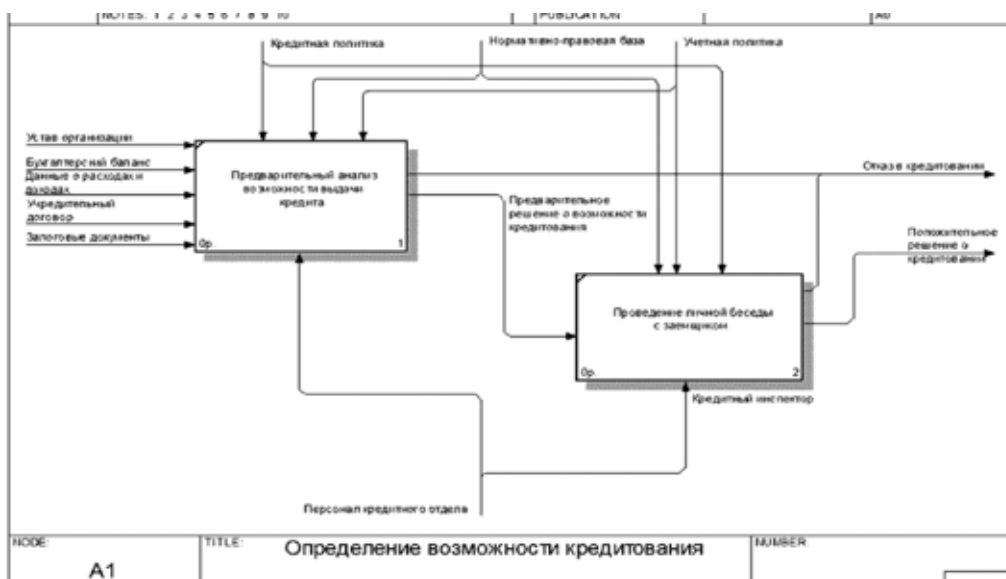 NOTES: 1 2 3 4 5 6 7 8 9 10
PUBLICATION
A0
Кредитная политика
Нормативно-правовая база
Учетная политика
Устав организации
Бухгалтерский баланс
Данные о расходах и
доходах
Учредительный
договор
Залоговые документы
Предварительный анализ
возможности выдачи
кредита
0р.
1
Отказ в кредитовании
Предварительное
решение о возможности
кредитования
Положительное
решение о
кредитовании
Проведение личной беседы
с заемщиком
0р.
2
Кредитный инспектор
Персонал кредитного отдела
NODE:
A1
TITLE:
Определение возможности кредитования
NUMBER: